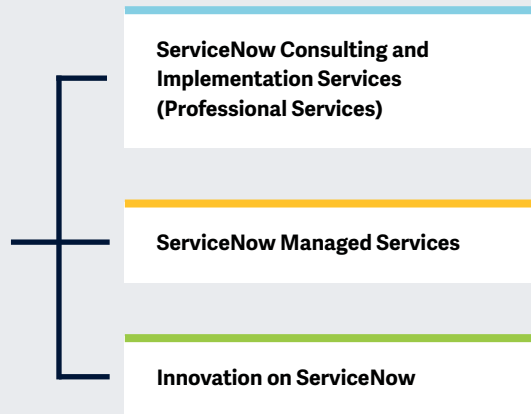 ServiceNow Consulting and
Implementation Services
(Professional Services)
ServiceNow Managed Services
Innovation on ServiceNow